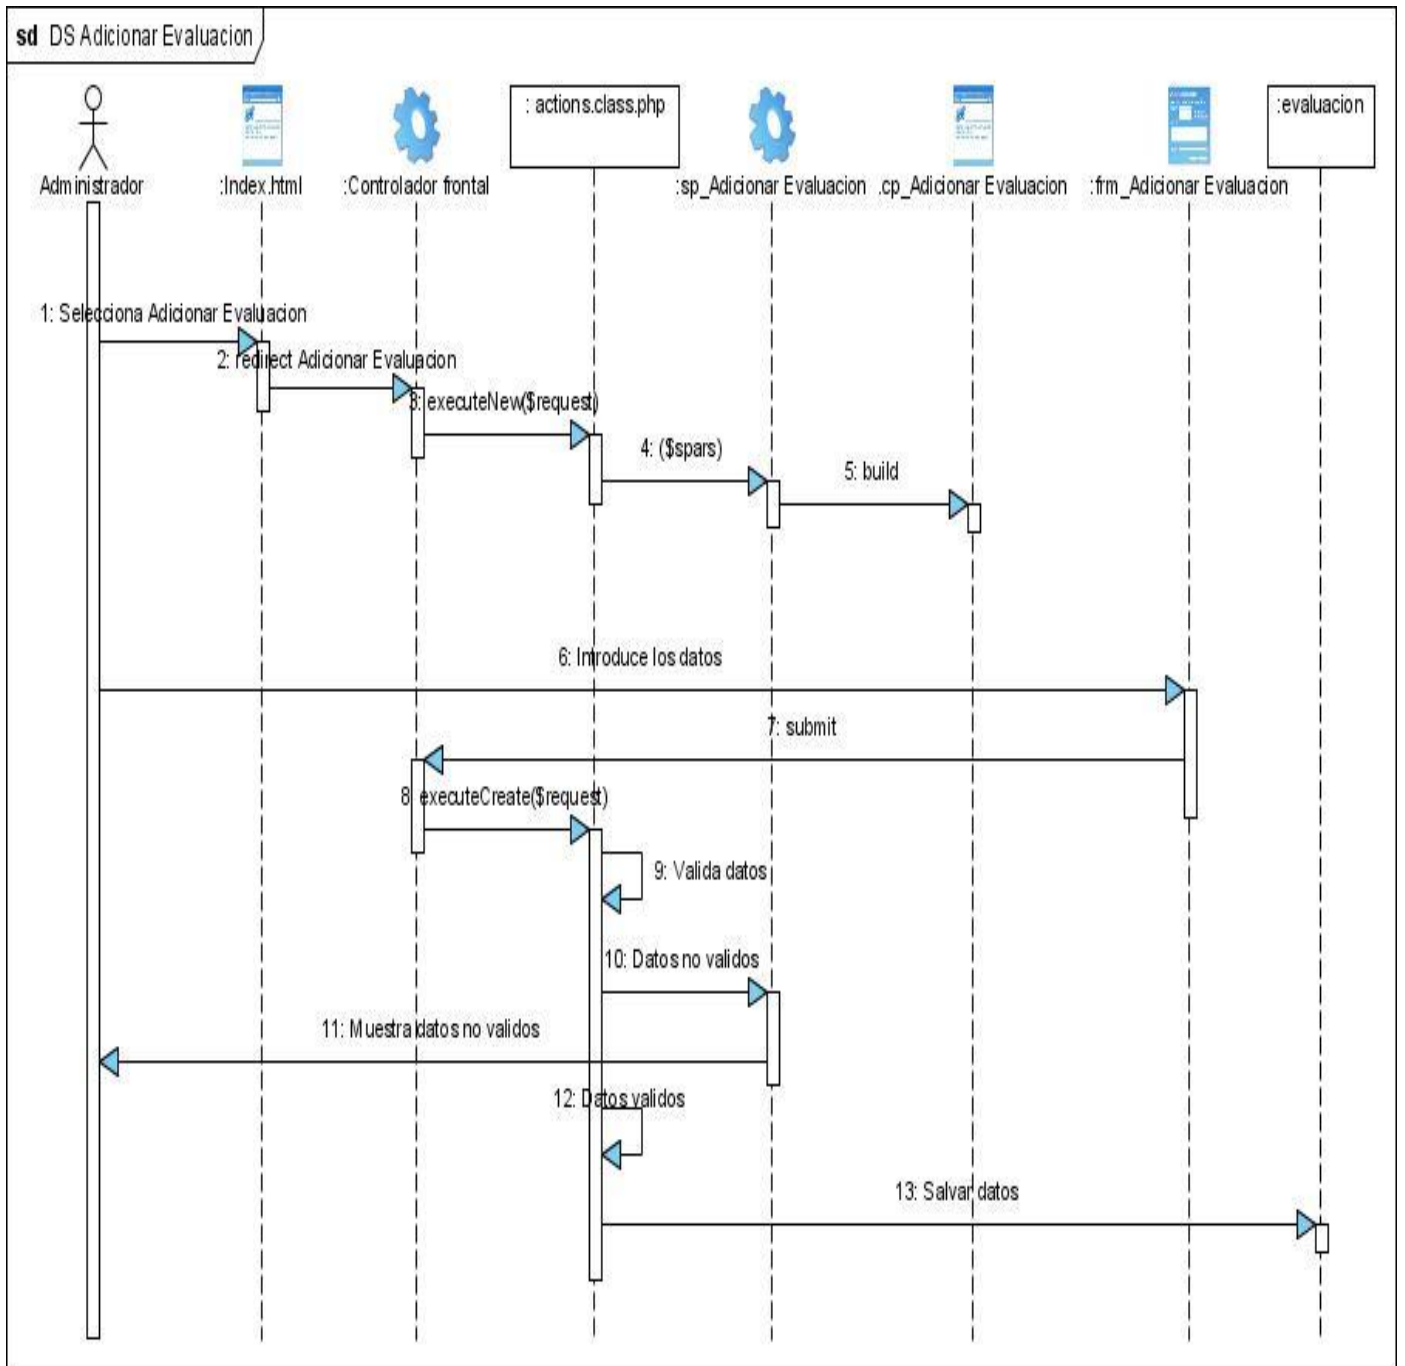 sd DS Adicionar Evaluacion
: actions.class.php
:evaluacion
Administrador
:Index.html
:Controlador frontal
:sp_Adicionar Evaluacion
.cp_Adicionar Evaluacion
:frm_Adicionar Evaluacion
1: Selecciona Adicionar Evaluacion
2: redirect Adicionar Evaluacion
3: executeNew($request)
4: ($spars)
5: build
6: Introduce los datos
7: submit
8: executeCreate($request)
9: Valida datos
10: Datos no validos
11: Muestra datos no validos
12: Datos validos
13: Salvar datos